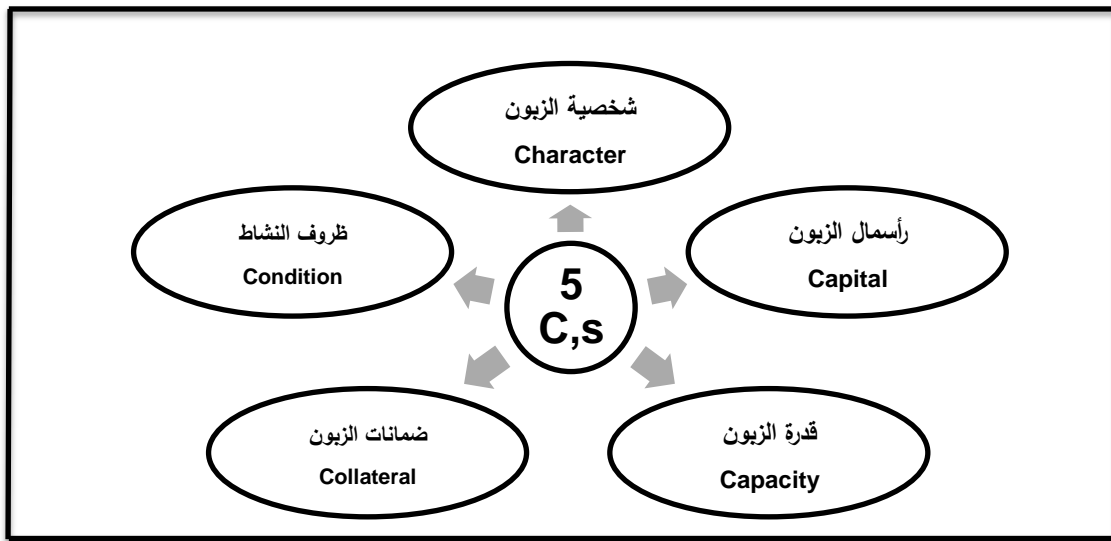 شخصية الزبون
Character
رأسمال الزبون
Capital
ظروف النشاط
Condition
5
C,s
قدرة الزبون
Capacity
ضمانات الزبون
Collateral